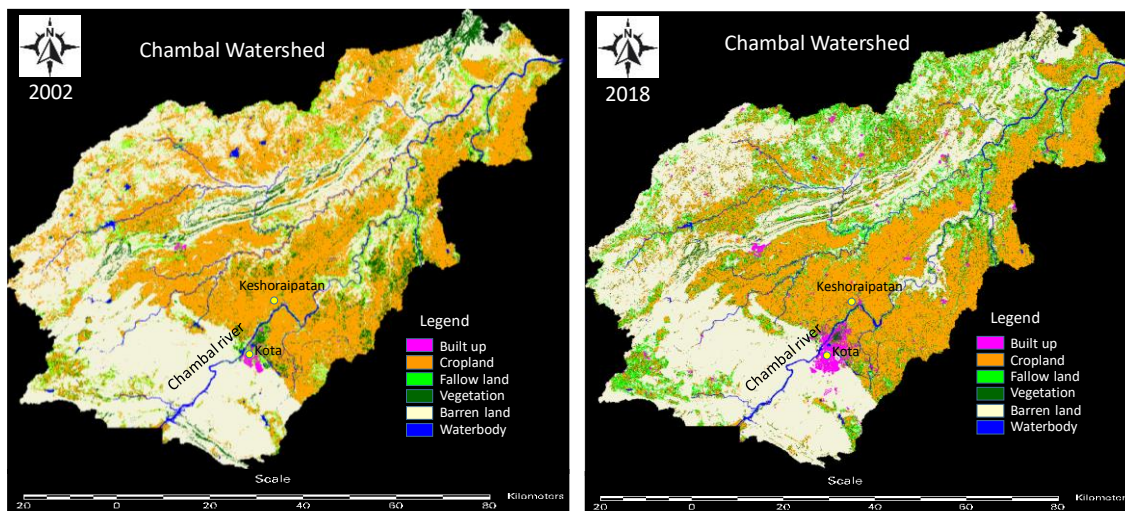 N
Chambal Watershed
2002
Keshoraipatan
Chambal river
Kota
Legend
Built up
Cropland
Fallow land
Vegetation
Barren land
Waterbody
Scale
20 0 20 40 60 80 Kilometers
N
Chambal Watershed
2018
Keshoraipatan
Chambal river
Kota
Legend
Built up
Cropland
Fallow land
Vegetation
Barren land
Waterbody
Scale
20 0 20 40 60 80